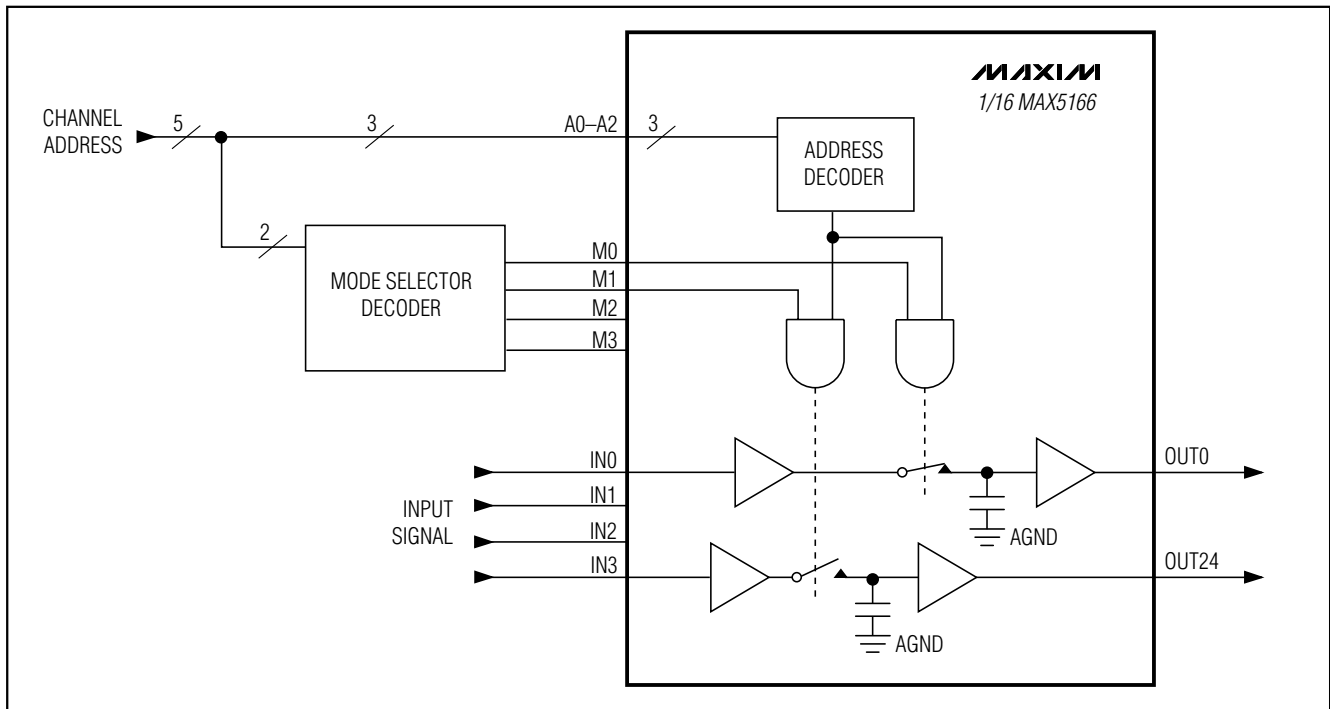 MAXIM
1/16 MAX5166
CHANNEL
ADDRESS
5
3
A0–A2
3
ADDRESS
DECODER
2
MODE SELECTOR
DECODER
M0
M1
M2
M3
INPUT
SIGNAL
IN0
IN1
IN2
IN3
OUT0
AGND
OUT24
AGND